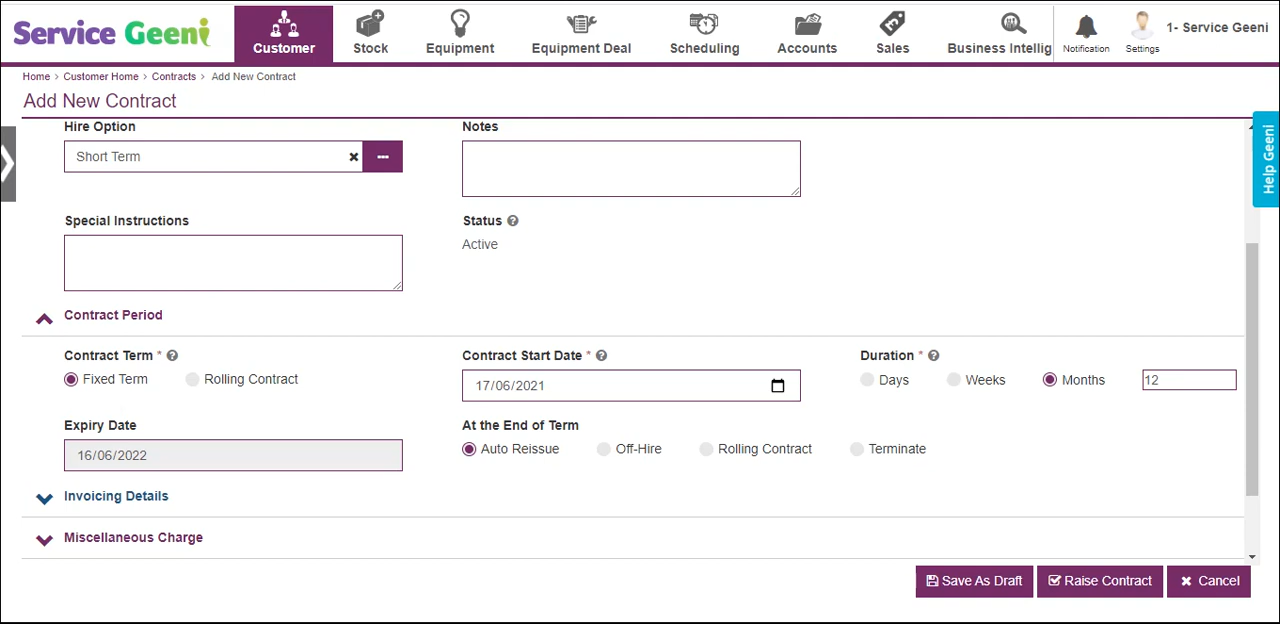 Service Geeni
Customer
Stock
Equipment
Equipment Deal
Scheduling
Accounts
Sales
Business Intellig
Notification
Settings
1- Service Geeni
Home > Customer Home > Contracts > Add New Contract
Add New Contract
Help Geeni
Hire Option
Notes
Short Term
Special Instructions
Status
Active
Contract Period
Contract Term *
Contract Start Date *
Duration *
Fixed Term
Rolling Contract
17/06/2021
Days
Weeks
Months
12
Expiry Date
At the End of Term
16/06/2022
Auto Reissue
Off-Hire
Rolling Contract
Terminate
Invoicing Details
Miscellaneous Charge
Save As Draft
Raise Contract
Cancel